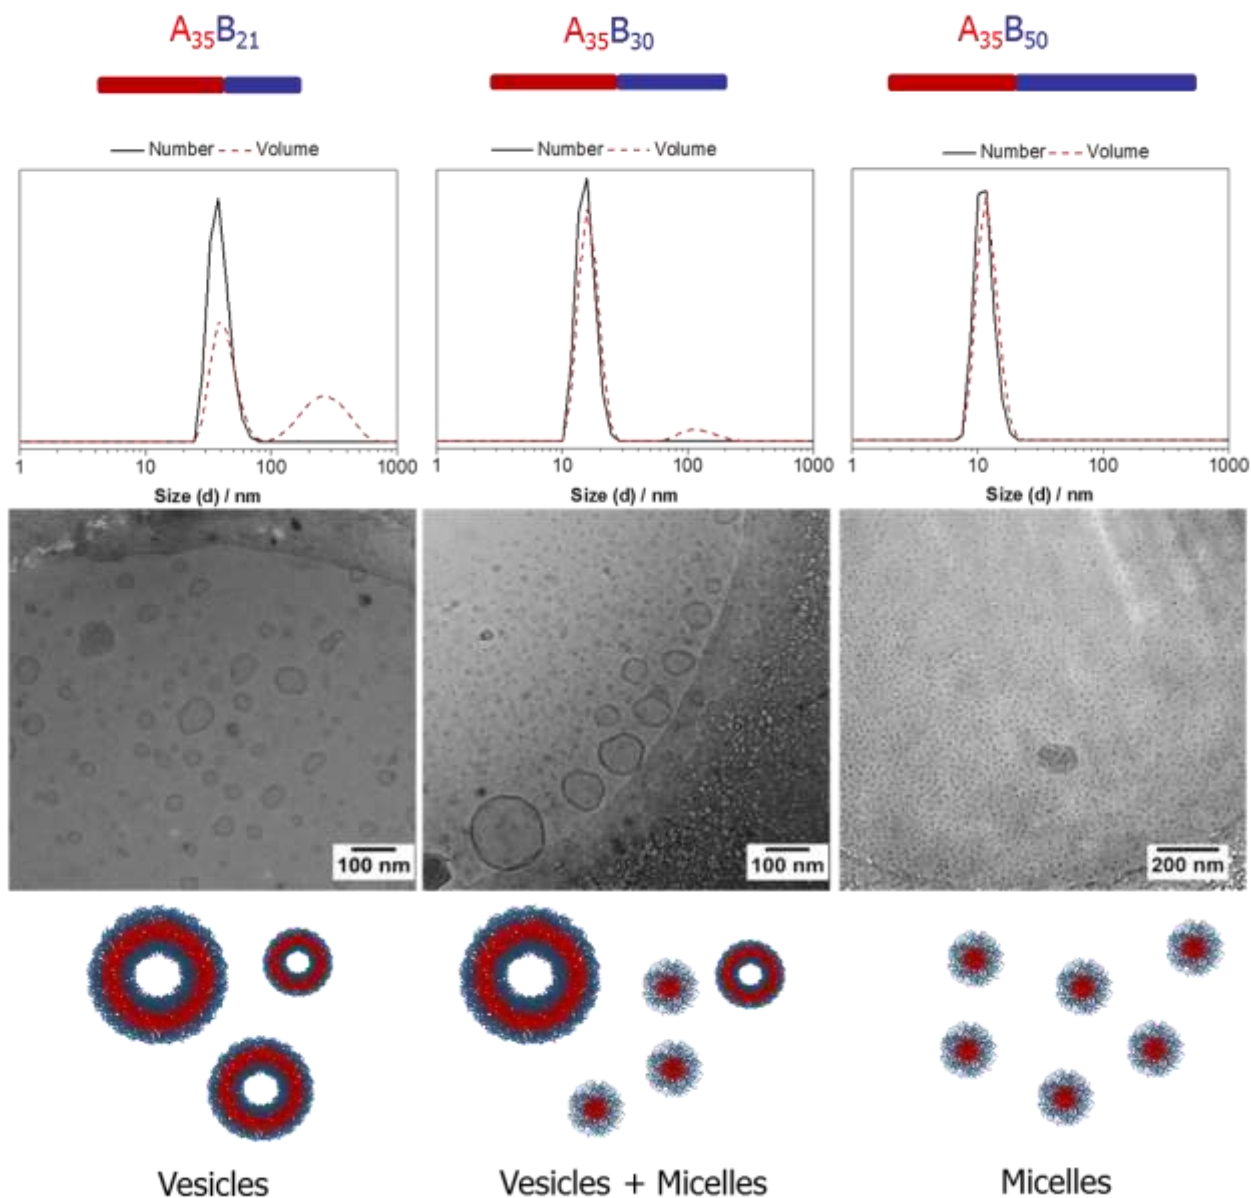 A₃₅B₂₁
A₃₅B₃₀
A₃₅B₅₀
Number Volume
Number Volume
Number Volume
1 10 100 1000
1 10 100 1000
1 10 100 1000
Size (d) / nm
Size (d) / nm
Size (d) / nm
100 nm
100 nm
200 nm
Vesicles
Vesicles + Micelles
Micelles